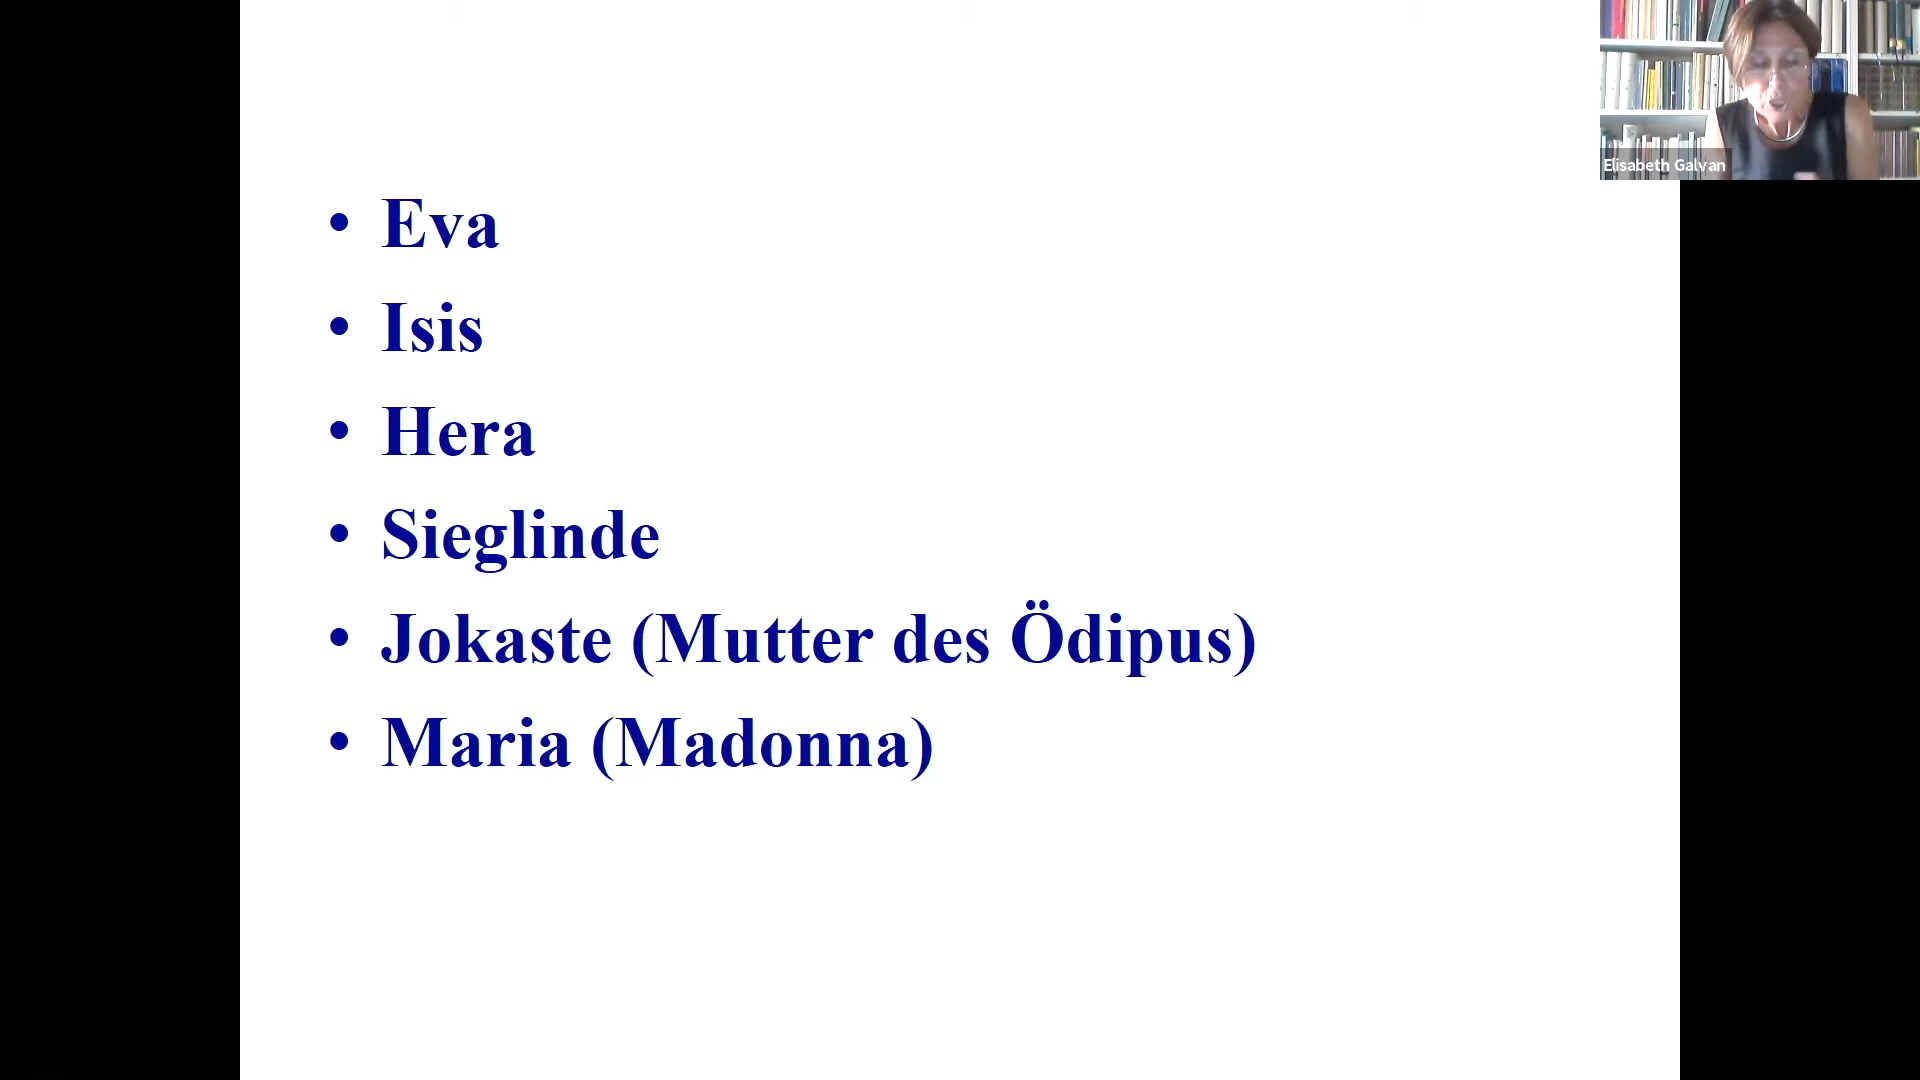 Elisabeth Galvan
• Eva
• Isis
• Hera
• Sieglinde
• Jokaste (Mutter des Ödipus)
• Maria (Madonna)